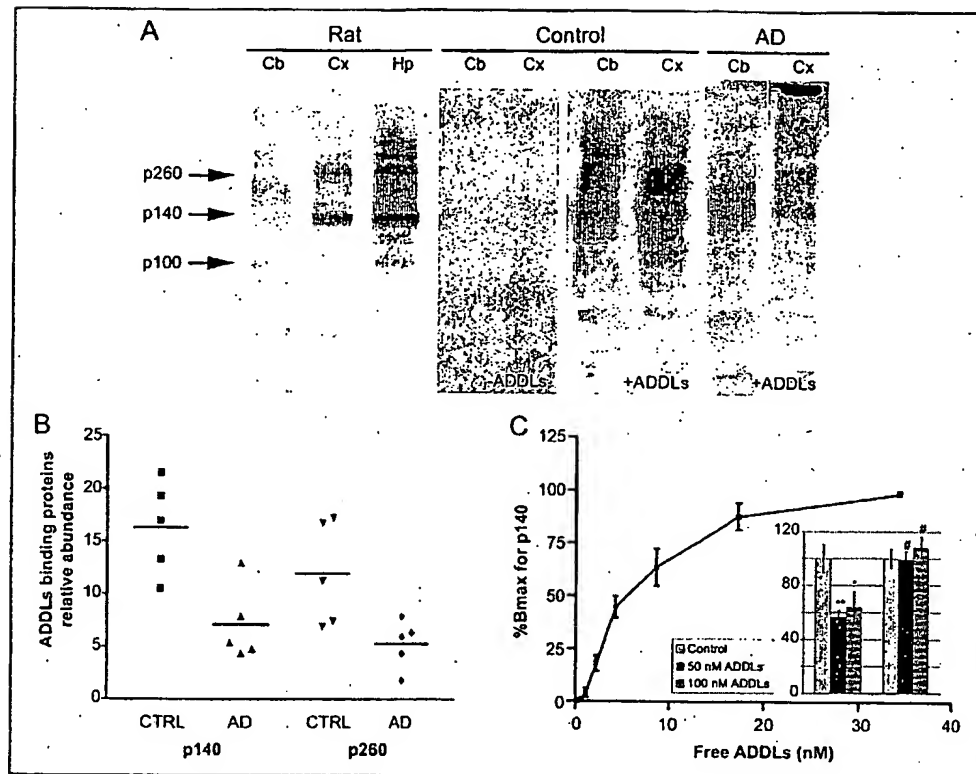 A
Rat Control AD
Cb Cx Hp Cb Cx Cb Cx Cb Cx
p260
p140
p100
-ADDLs +ADDLs +ADDLs
B
ADDLs binding proteins
relative abundance
25
20
15
10
5
0
CTRL AD CTRL AD
p140 p260
C
%Bmax for p140
125
100
75
50
25
0
0 10 20 30 40
Free ADDLs (nM)
Control
50 nM ADDLs
100 nM ADDLs
120
80
40
0
** * # #